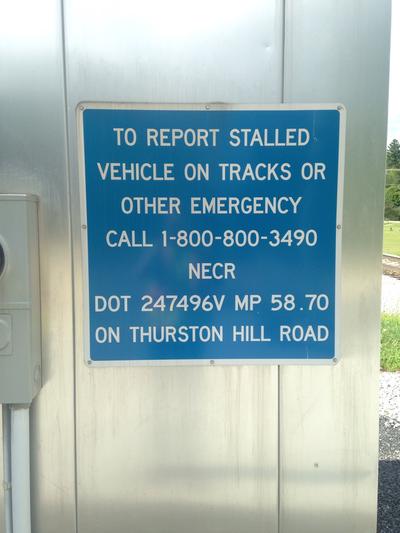 TO REPORT STALLED
VEHICLE ON TRACKS OR
OTHER EMERGENCY
CALL 1-800-800-3490
NECR
DOT 247496V MP 58.70
ON THURSTON HILL ROAD